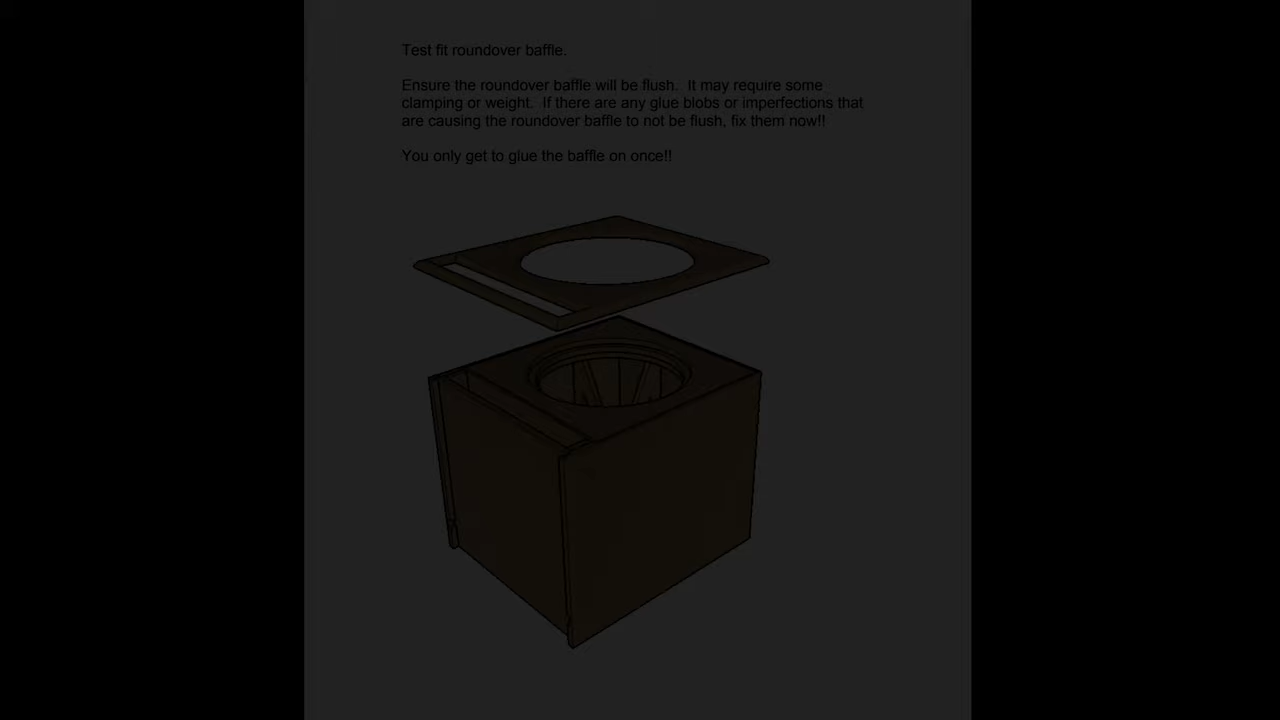 Test fit roundover baffle.
Ensure the roundover baffle will be flush.  It may require some
clamping or weight.  If there are any glue blobs or imperfections that
are causing the roundover baffle to not be flush, fix them now!!
You only get to glue the baffle on once!!